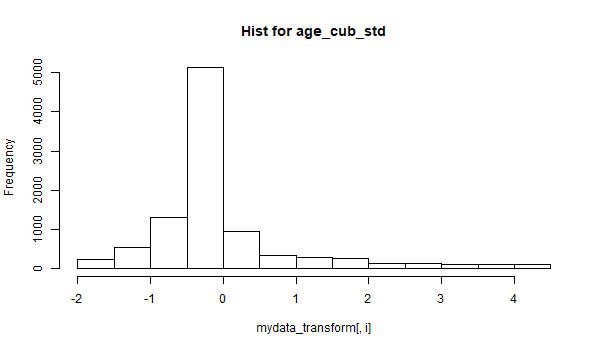 Hist for age_cub_std
Frequency
5000
4000
3000
2000
1000
0
-2 -1 0 1 2 3 4
mydata_transform[, i]